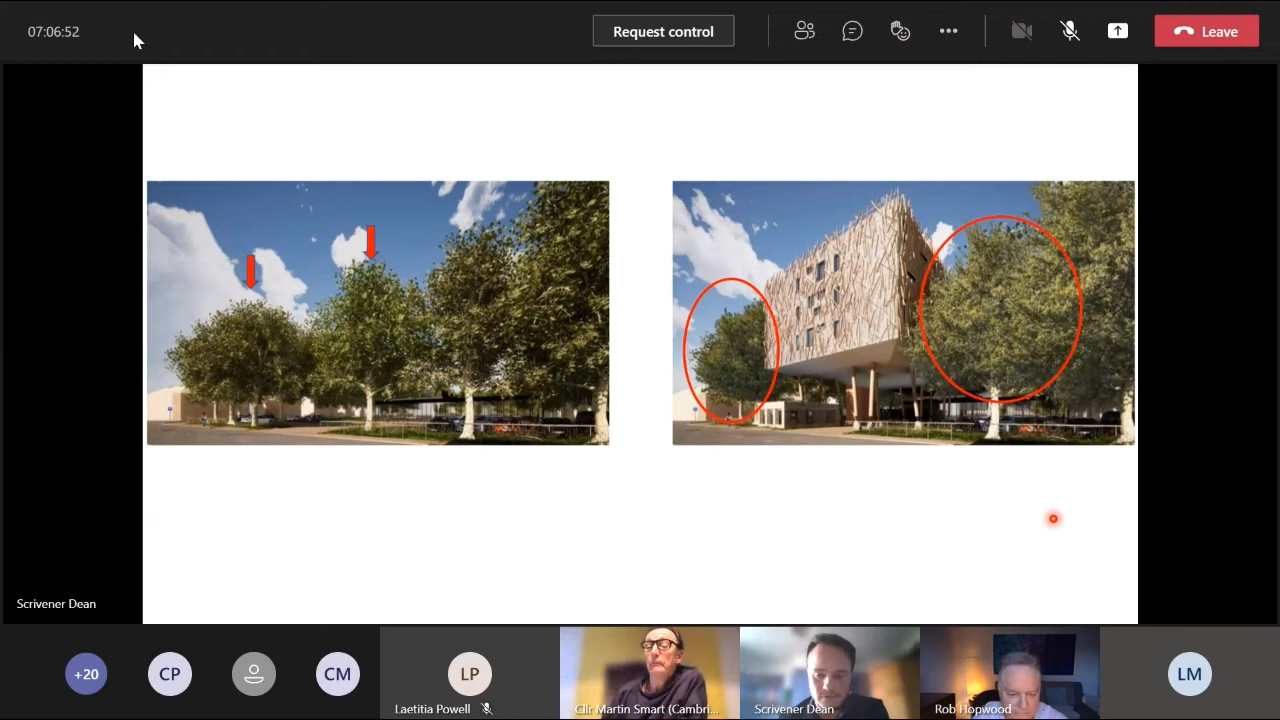 07:06:52
Request control
Leave
Scrivener Dean
+20
CP
CM
LP
Laetitia Powell
Cllr Martin Smart (Cambri...
Scrivener Dean
Rob Hopwood
LM